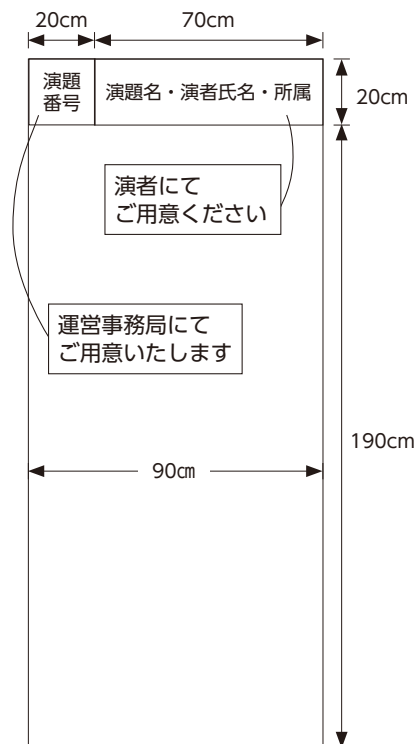 20cm
70cm
演題
番号
演題名・演者氏名・所属
20cm
演者にて
ご用意ください
運営事務局にて
ご用意いたします
190cm
90㎝